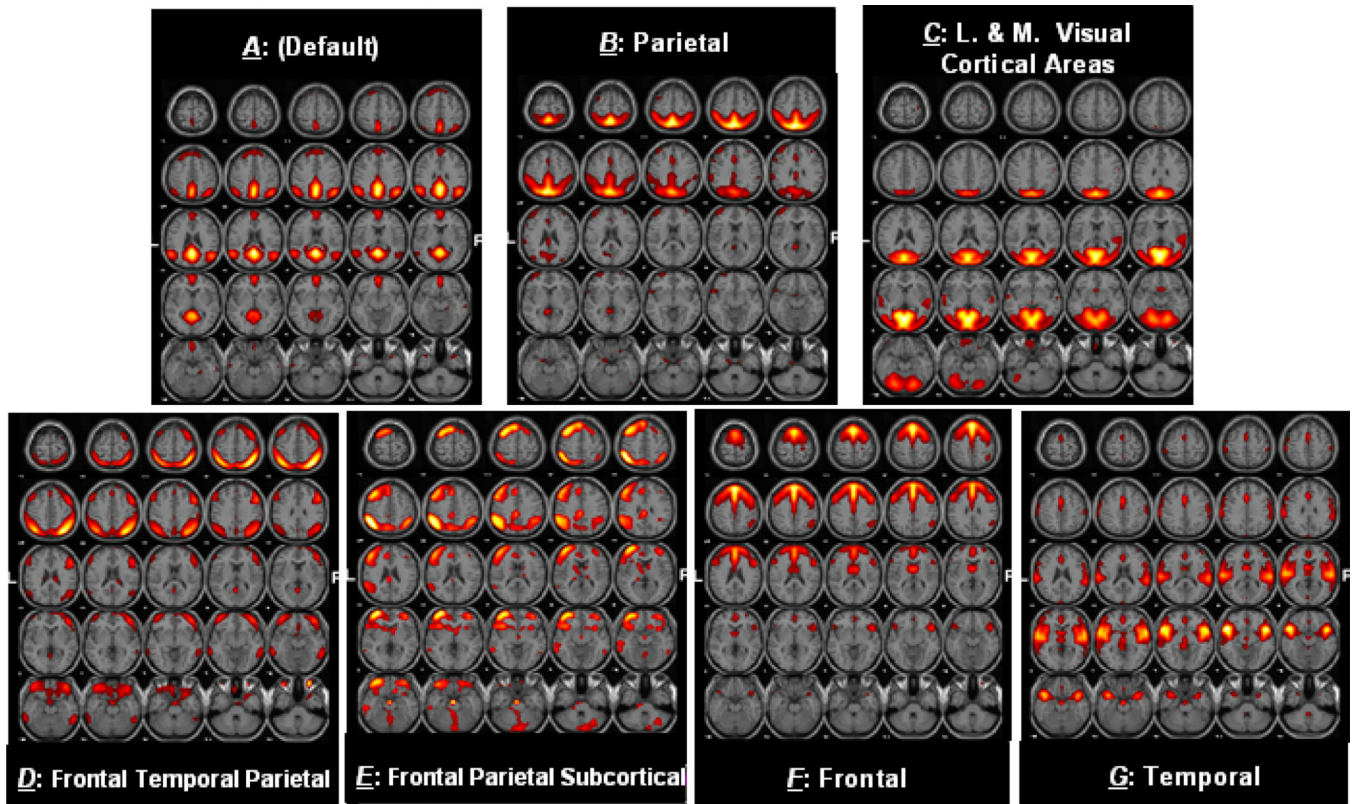 A: (Default)
B: Parietal
C: L. & M. Visual
Cortical Areas
L
R
D: Frontal Temporal Parietal
E: Frontal Parietal Subcortical
F: Frontal
G: Temporal
L
R